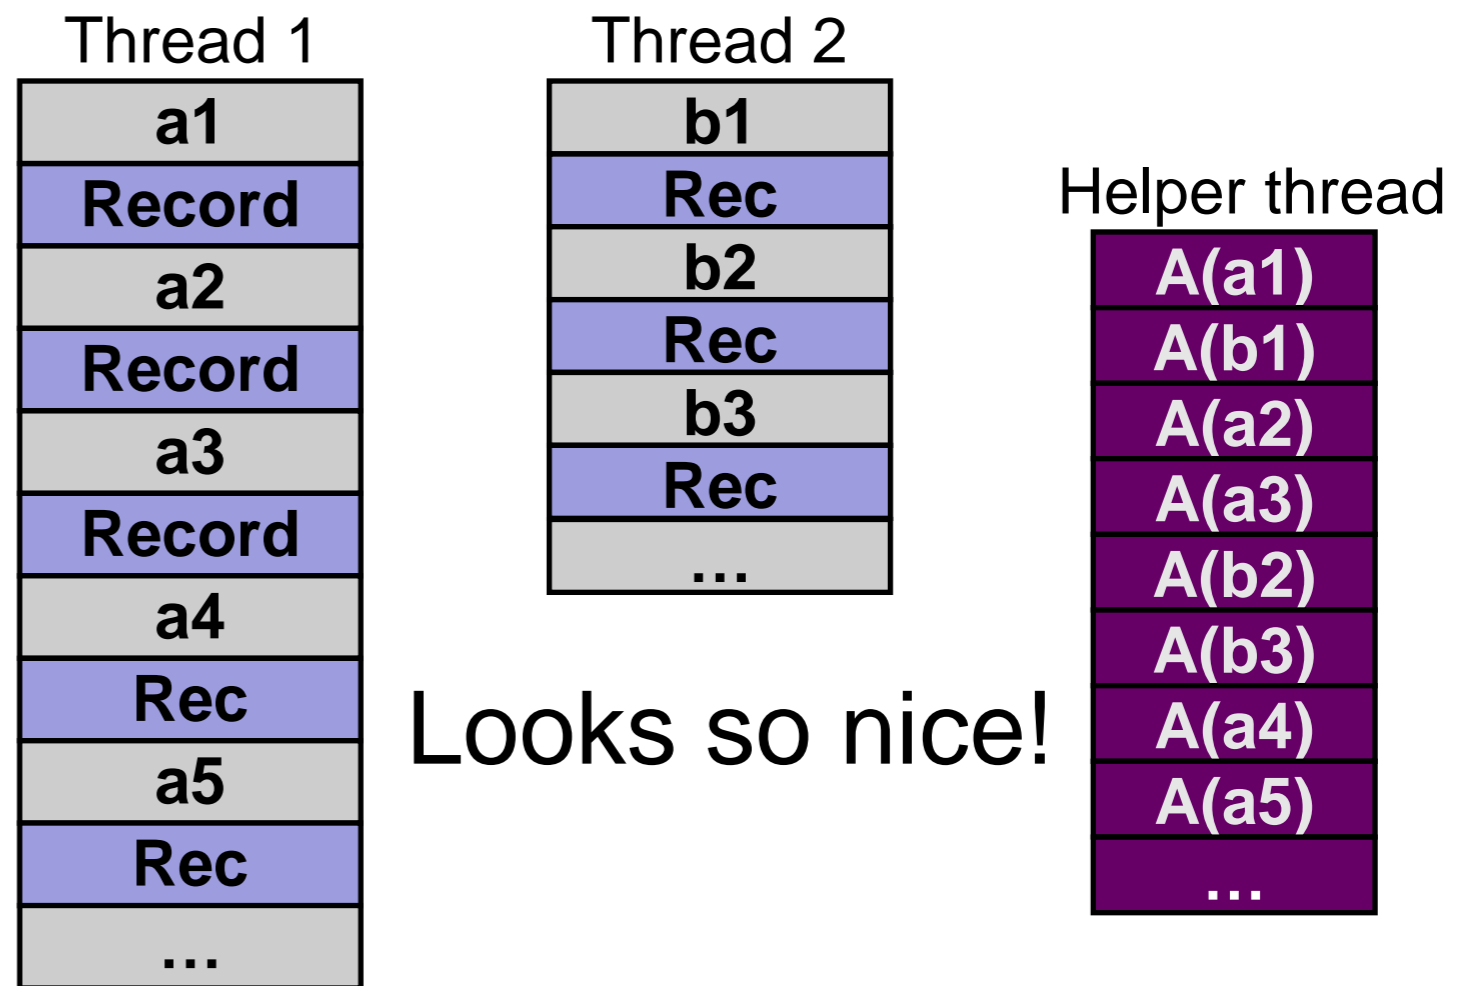 Thread 1
a1
Record
a2
Record
a3
Record
a4
Rec
a5
Rec
…
Thread 2
b1
Rec
b2
Rec
b3
Rec
…
Looks so nice!
Helper thread
A(a1)
A(b1)
A(a2)
A(a3)
A(b2)
A(b3)
A(a4)
A(a5)
…